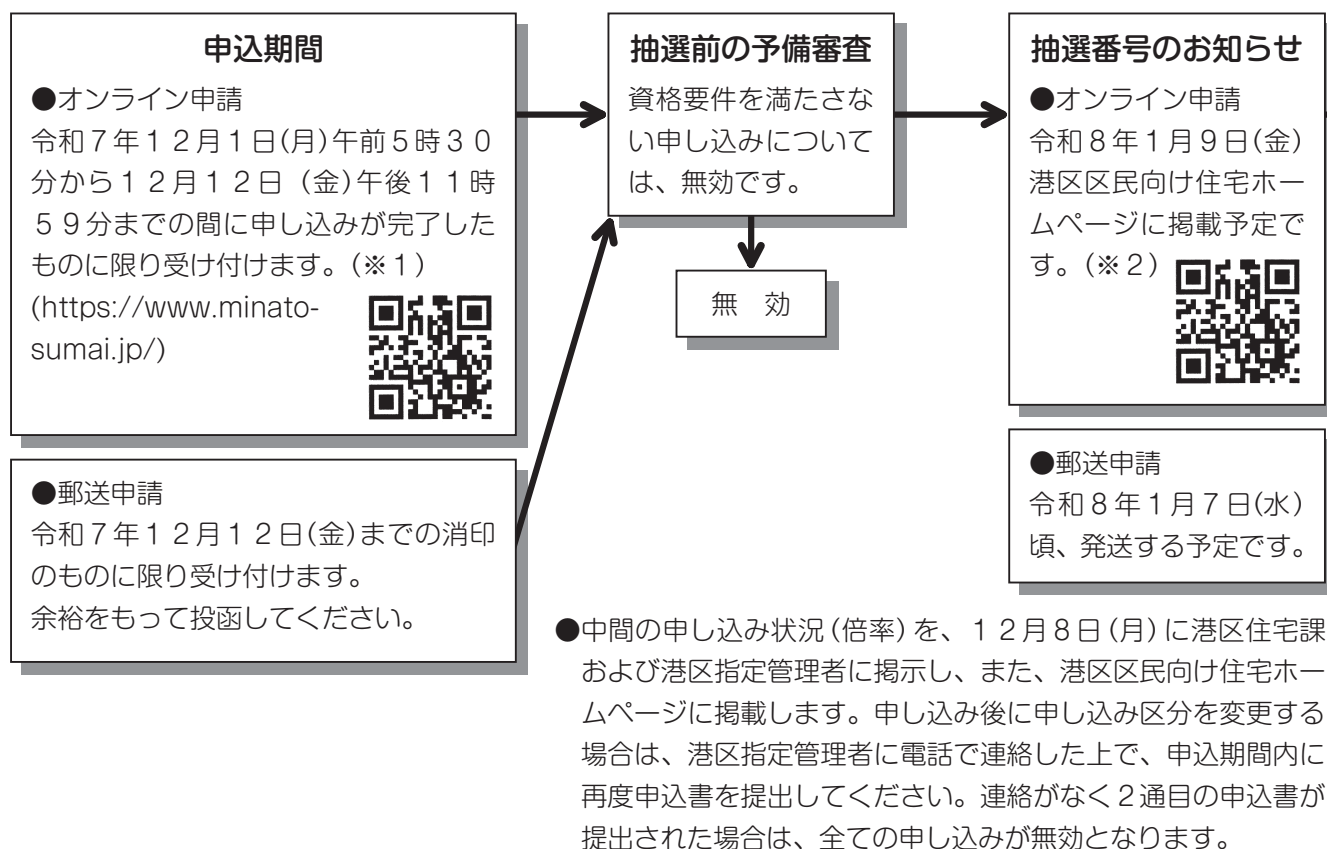 申込期間
●オンライン申請
令和7年12月1日(月)午前5時30
分から12月12日 (金)午後11時
59分までの間に申し込みが完了した
ものに限り受け付けます。(※1)
(https://www.minato-
sumai.jp/)
●郵送申請
令和7年12月12日(金)までの消印
のものに限り受け付けます。
余裕をもって投函してください。
抽選前の予備審査
資格要件を満たさな
い申し込みについて
は、無効です。
無 効
抽選番号のお知らせ
●オンライン申請
令和8年1月9日(金)
港区区民向け住宅ホー
ムページに掲載予定で
す。(※2)
●郵送申請
令和8年1月7日(水)
頃、発送する予定です。
●中間の申し込み状況(倍率)を、12月8日(月)に港区住宅課
および港区指定管理者に掲示し、また、港区区民向け住宅ホー
ムページに掲載します。申し込み後に申し込み区分を変更する
場合は、港区指定管理者に電話で連絡した上で、申込期間内に
再度申込書を提出してください。連絡がなく2通目の申込書が
提出された場合は、全ての申し込みが無効となります。